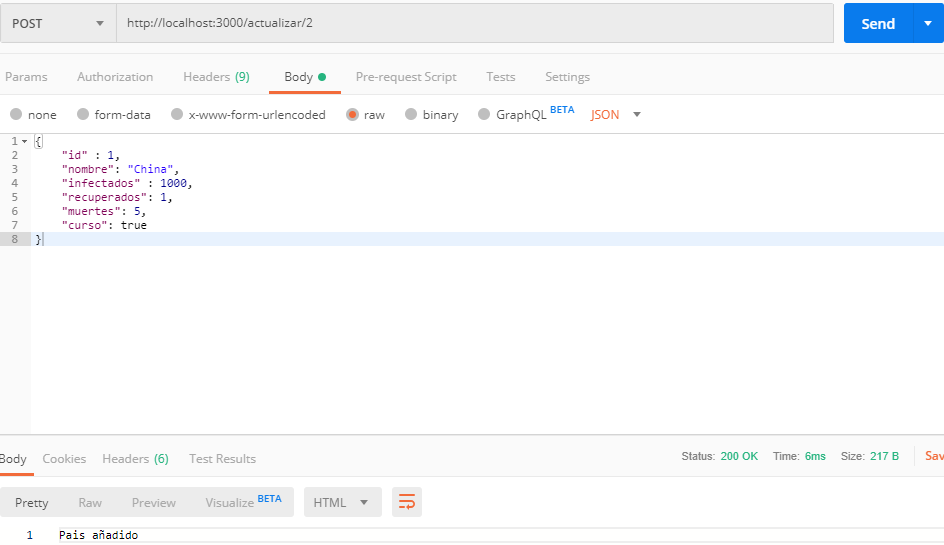 POST http://localhost:3000/actualizar/2 Send
Params Authorization Headers (9) Body Pre-request Script Tests Settings
none form-data x-www-form-urlencoded raw binary GraphQL BETA JSON
1 {
2 "id" : 1,
3 "nombre": "China",
4 "infectados" : 1000,
5 "recuperados": 1,
6 "muertes": 5,
7 "curso": true
8 }
Body Cookies Headers (6) Test Results Status: 200 OK Time: 6ms Size: 217 B Sav
Pretty Raw Preview Visualize BETA HTML
1 Pais añadido